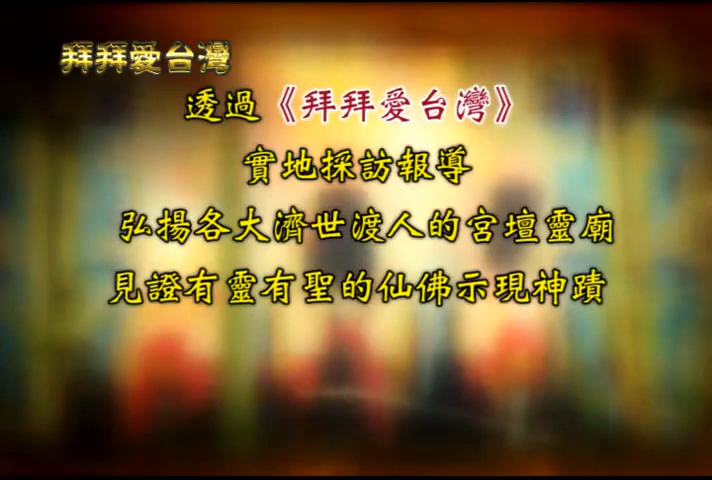 拜拜愛台灣
透過《拜拜愛台灣》
實地採訪報導
弘揚各大濟世渡人的宮壇靈廟
見證有靈有聖的仙佛示現神蹟